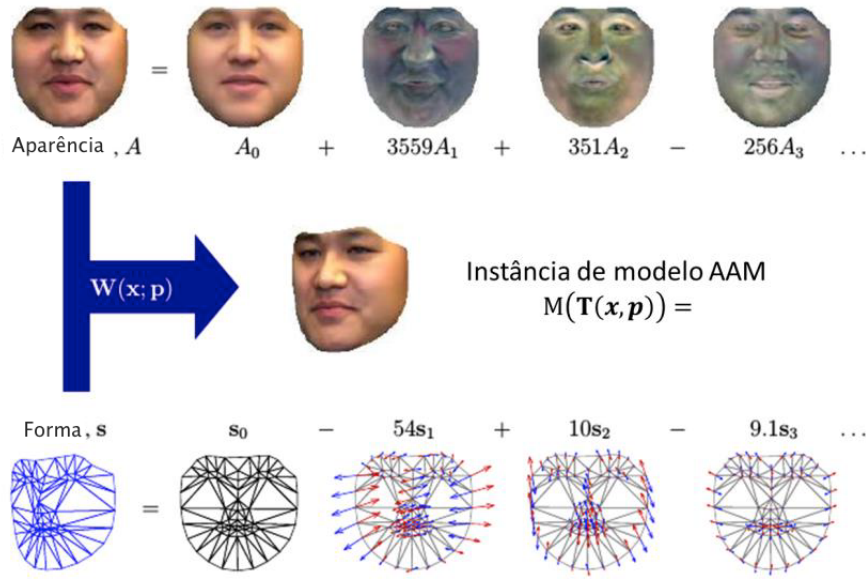 =
Aparência , A A₀ + 3559A₁ + 351A₂ − 256A₃ ...
W(x; p)
Instância de modelo AAM
M(T(x,p)) =
Forma , s s₀ − 54s₁ + 10s₂ − 9.1s₃ ...
=